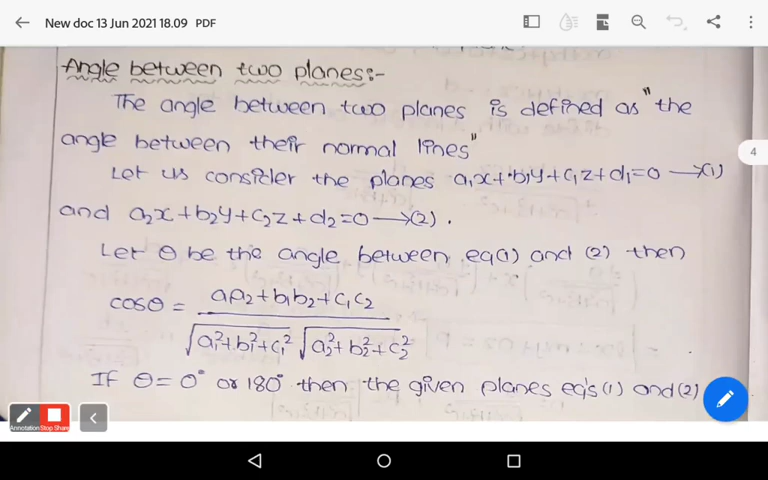 New doc 13 Jun 2021 18.09 PDF
Angle between two planes:-
The angle between two planes is defined as "the
angle between their normal lines"
4
Let us consider the planes a₁x+b₁y+c₁z+d₁=0 →(1)
and a₂x+b₂y+c₂z+d₂=0 →(2).
Let θ be the angle between eq(1) and (2) then
cosθ = a₁a₂+b₁b₂+c₁c₂ / √a₁²+b₁²+c₁² √a₂²+b₂²+c₂²
If θ=0° or 180° then the given planes eq's (1) and (2)
Annotation Stop Share